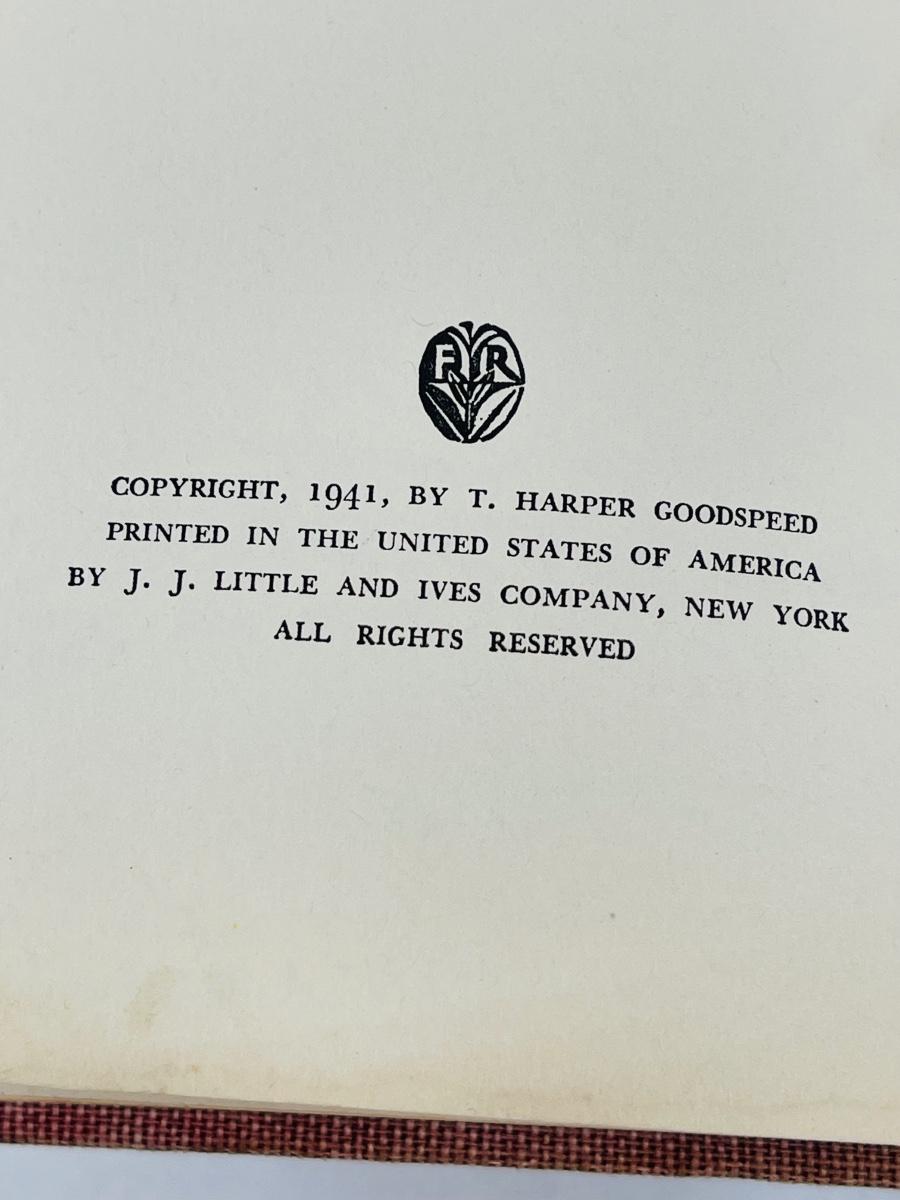 F R
COPYRIGHT, 1941, BY T. HARPER GOODSPEED
PRINTED IN THE UNITED STATES OF AMERICA
BY J. J. LITTLE AND IVES COMPANY, NEW YORK
ALL RIGHTS RESERVED